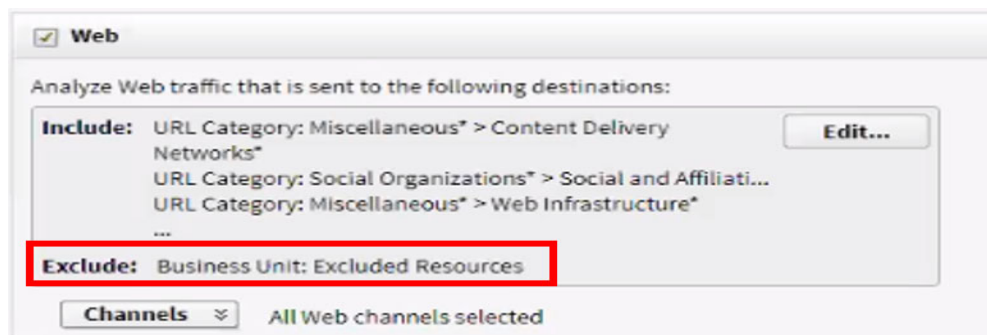 Web
Analyze Web traffic that is sent to the following destinations:
Include: URL Category: Miscellaneous* > Content Delivery Edit...
Networks*
URL Category: Social Organizations* > Social and Affiliati...
URL Category: Miscellaneous* > Web Infrastructure*
...
Exclude: Business Unit: Excluded Resources
Channels All Web channels selected